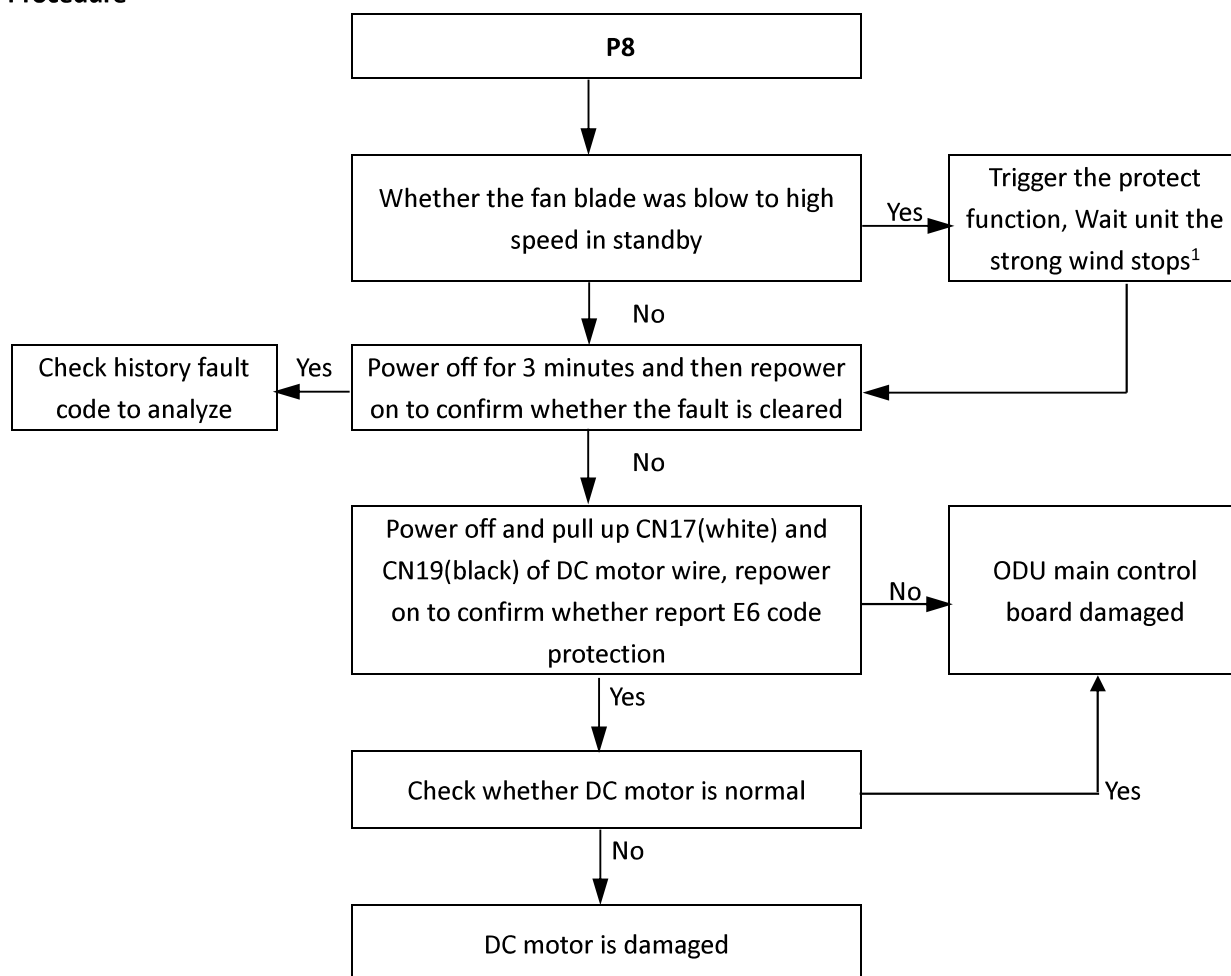 Procedure
P8
Whether the fan blade was blow to high
speed in standby
Yes
Trigger the protect
function, Wait unit the
strong wind stops¹
No
Check history fault
code to analyze
Yes
Power off for 3 minutes and then repower
on to confirm whether the fault is cleared
No
Power off and pull up CN17(white) and
CN19(black) of DC motor wire, repower
on to confirm whether report E6 code
protection
No
ODU main control
board damaged
Yes
Check whether DC motor is normal
Yes
No
DC motor is damaged